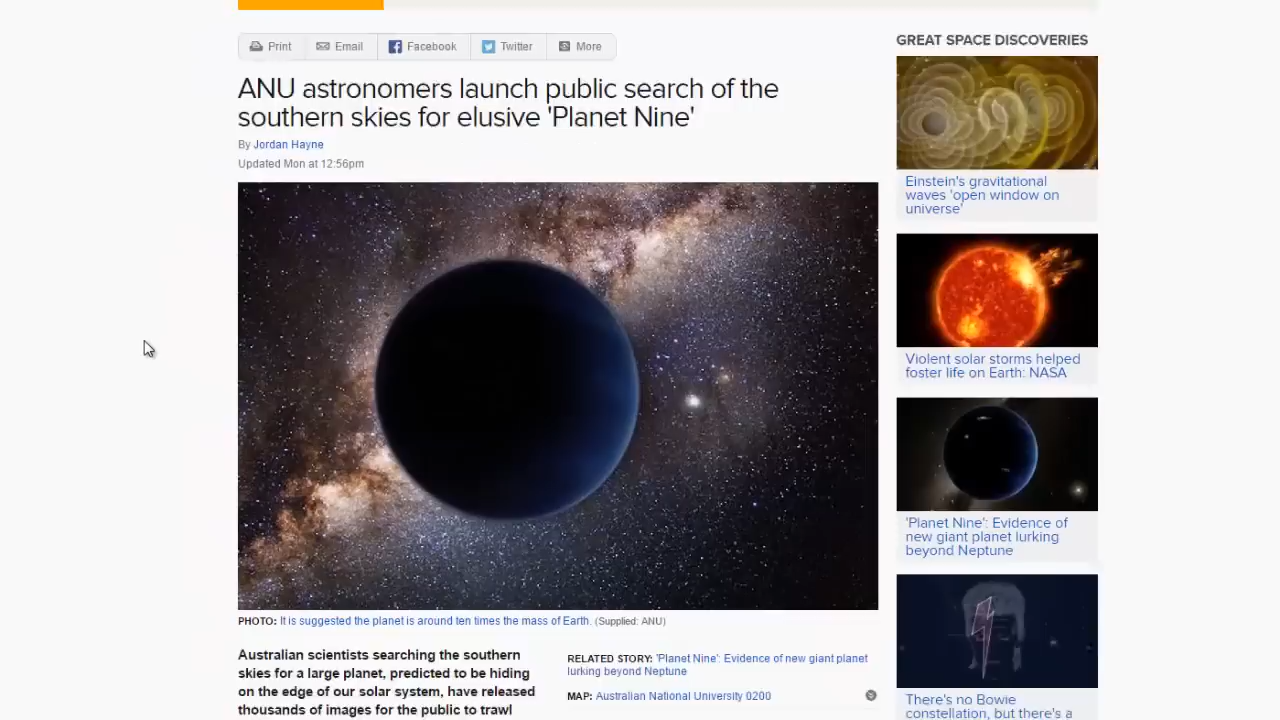 Print
Email
Facebook
Twitter
More
ANU astronomers launch public search of the
southern skies for elusive 'Planet Nine'
By Jordan Hayne
Updated Mon at 12:56pm
PHOTO: It is suggested the planet is around ten times the mass of Earth. (Supplied: ANU)
Australian scientists searching the southern
skies for a large planet, predicted to be hiding
on the edge of our solar system, have released
thousands of images for the public to trawl
RELATED STORY: 'Planet Nine': Evidence of new giant planet
lurking beyond Neptune
MAP: Australian National University 0200
GREAT SPACE DISCOVERIES
Einstein's gravitational
waves 'open window on
universe'
Violent solar storms helped
foster life on Earth: NASA
'Planet Nine': Evidence of
new giant planet lurking
beyond Neptune
There's no Bowie
constellation, but there's a